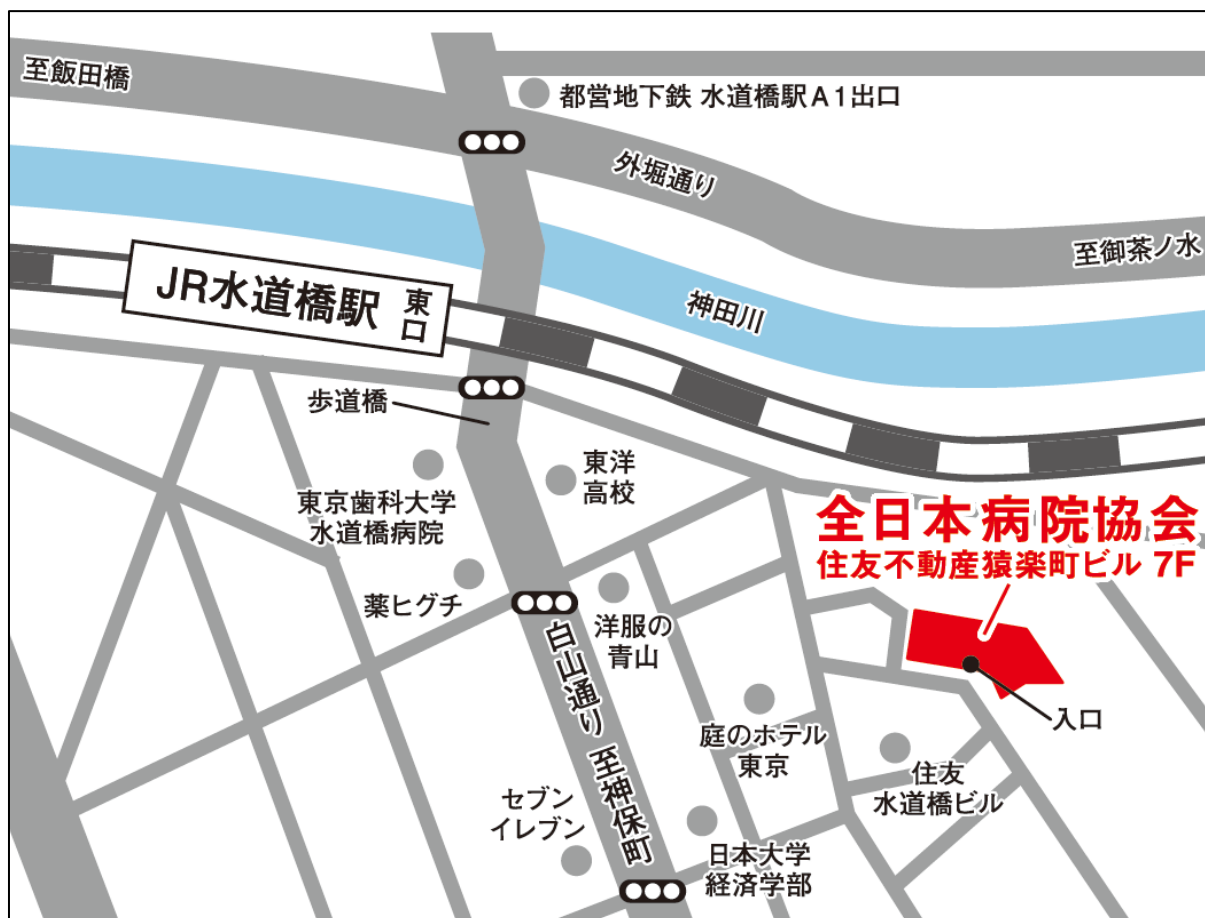 至飯田橋
都営地下鉄 水道橋駅A1出口
外堀通り
至御茶ノ水
JR水道橋駅 東口
神田川
歩道橋
東京歯科大学
水道橋病院
東洋
高校
全日本病院協会
住友不動産猿楽町ビル 7F
薬ヒグチ
洋服の
青山
白山通り 至神保町
入口
庭のホテル
東京
住友
水道橋ビル
セブン
イレブン
日本大学
経済学部